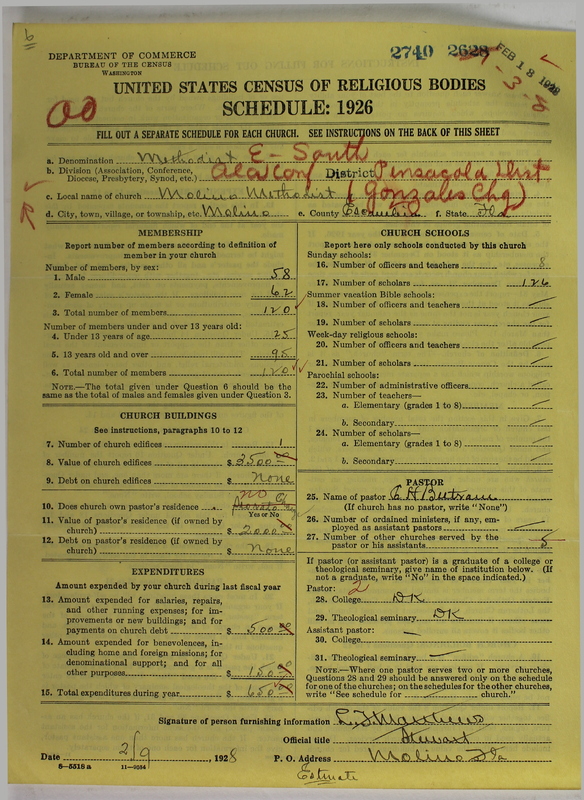 6
DEPARTMENT OF COMMERCE
BUREAU OF THE CENSUS
WASHINGTON
2740 2628
FEB 18 1928
9-3-8
UNITED STATES CENSUS OF RELIGIOUS BODIES
SCHEDULE: 1926
FILL OUT A SEPARATE SCHEDULE FOR EACH CHURCH. SEE INSTRUCTIONS ON THE BACK OF THIS SHEET
a. Denomination Methodist E- South
b. Division (Association, Conference, Diocese, Presbytery, Synod, etc.) Ala Con District Pinsacola Dist
c. Local name of church Molino Methodist (Gonzales Chg)
d. City, town, village, or township, etc. Molino e. County Escambia f. State Fla
MEMBERSHIP
Report number of members according to definition of member in your church
Number of members, by sex:
1. Male 58
2. Female 62
3. Total number of members 120
Number of members under and over 13 years old:
4. Under 13 years of age 25
5. 13 years old and over 95
6. Total number of members 120
NOTE.—The total given under Question 6 should be the same as the total of males and females given under Question 3.
CHURCH BUILDINGS
See instructions, paragraphs 10 to 12
7. Number of church edifices 1
8. Value of church edifices $ 3500 00
9. Debt on church edifices $ None
10. Does church own pastor's residence no
Yes or No
11. Value of pastor's residence (if owned by church) $ 2000 00
12. Debt on pastor's residence (if owned by church) $ None
EXPENDITURES
Amount expended by your church during last fiscal year
13. Amount expended for salaries, repairs, and other running expenses; for improvements or new buildings; and for payments on church debt $ 500 00
14. Amount expended for benevolences, including home and foreign missions; for denominational support; and for all other purposes $ 150 00
15. Total expenditures during year $ 650 00
CHURCH SCHOOLS
Report here only schools conducted by this church
Sunday schools:
16. Number of officers and teachers 8
17. Number of scholars 126
Summer vacation Bible schools:
18. Number of officers and teachers —
19. Number of scholars —
Week-day religious schools:
20. Number of officers and teachers —
21. Number of scholars —
Parochial schools:
22. Number of administrative officers —
23. Number of teachers—
a. Elementary (grades 1 to 8) —
b. Secondary —
24. Number of scholars—
a. Elementary (grades 1 to 8) —
b. Secondary —
PASTOR
25. Name of pastor
(If church has no pastor, write "None")
26. Number of ordained ministers, if any, employed as assistant pastors —
27. Number of other churches served by the pastor or his assistants 5
If pastor (or assistant pastor) is a graduate of a college or theological seminary, give name of institution below. (If not a graduate, write "No" in the space indicated.)
Pastor: 2
28. College DK
29. Theological seminary DK
Assistant pastor:
30. College —
31. Theological seminary —
NOTE.—Where one pastor serves two or more churches, Questions 28 and 29 should be answered only on the schedule for one of the churches; on the schedules for the other churches, write "See schedule for church."
Signature of person furnishing information L. J. Matthews
Official title Stewart
Date 2/9, 1928 P. O. Address Molino Fla
8—5518 a 11—9084
Estimate